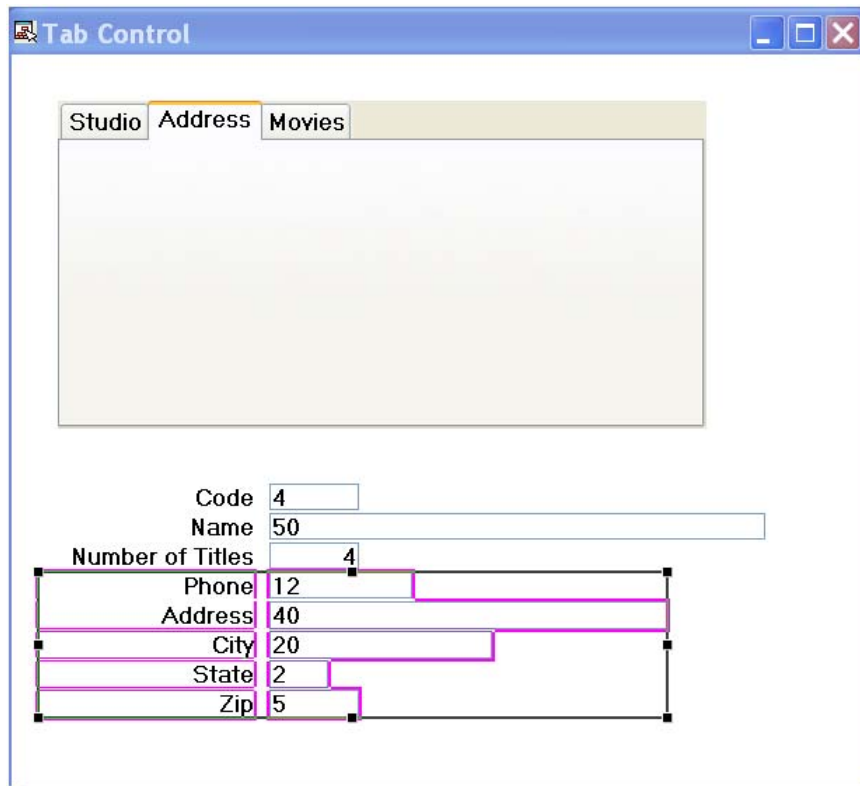 Tab Control
Studio Address Movies
Code 4
Name 50
Number of Titles 4
Phone 12
Address 40
City 20
State 2
Zip 5